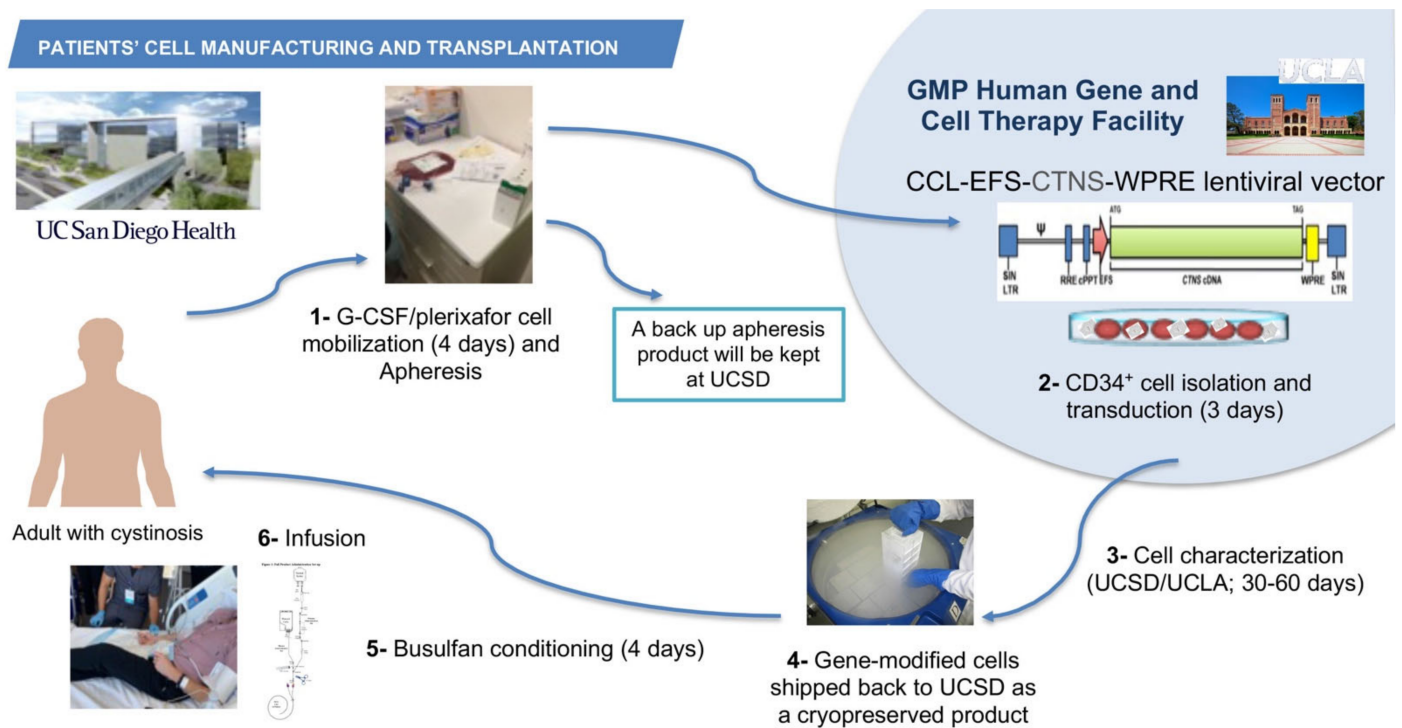 PATIENTS' CELL MANUFACTURING AND TRANSPLANTATION
UC San Diego Health
1- G-CSF/plerixafor cell
mobilization (4 days) and
Apheresis
A back up apheresis
product will be kept
at UCSD
GMP Human Gene and
Cell Therapy Facility
UCLA
CCL-EFS-CTNS-WPRE lentiviral vector
ATG
TAG
Ψ
SIN
LTR
RRE cPPT EFS
CTNS cDNA
WPRE
SIN
LTR
2- CD34⁺ cell isolation and
transduction (3 days)
3- Cell characterization
(UCSD/UCLA; 30-60 days)
4- Gene-modified cells
shipped back to UCSD as
a cryopreserved product
5- Busulfan conditioning (4 days)
6- Infusion
Adult with cystinosis